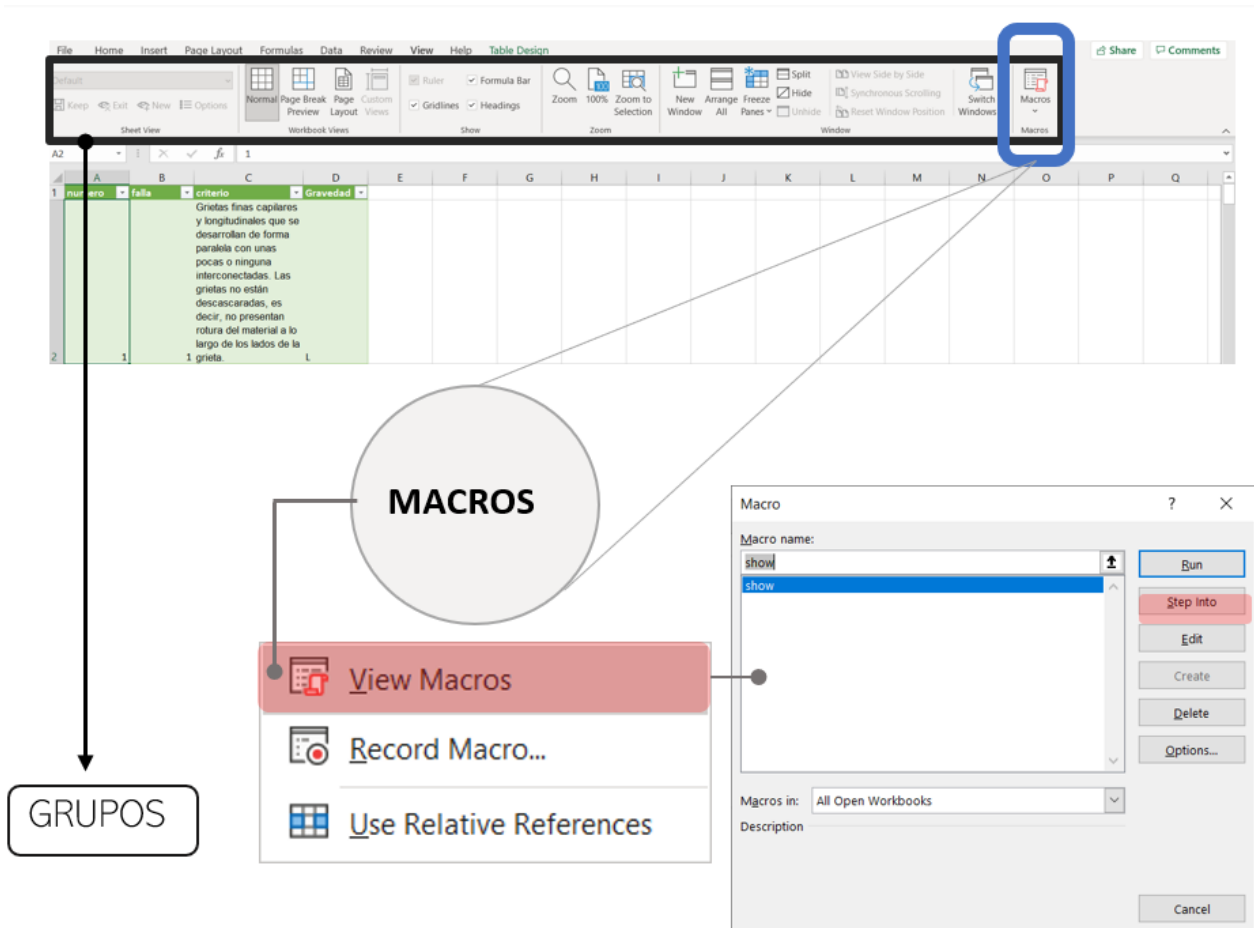 File Home Insert Page Layout Formulas Data Review View Help Table Design Share Comments
Default
Keep Exit New Options
Sheet View
Normal Page Break Preview Page Layout Custom Views
Workbook Views
Ruler Formula Bar
Gridlines Headings
Show
Zoom 100% Zoom to Selection
Zoom
New Window Arrange All Freeze Panes
Split
Hide
Unhide
View Side by Side
Synchronous Scrolling
Reset Window Position
Switch Windows
Window
Macros
Macros
A2 fx 1
A B C D E F G H I J K L M N O P Q
1 numero falla criterio Gravedad
Grietas finas capilares
y longitudinales que se
desarrollan de forma
paralela con unas
pocas o ninguna
interconectadas. Las
grietas no están
descascaradas, es
decir, no presentan
rotura del material a lo
largo de los lados de la
2 1 1 grieta. L
MACROS
View Macros
Record Macro...
Use Relative References
GRUPOS
Macro ?
Macro name:
show
show
Run
Step Into
Edit
Create
Delete
Options...
Macros in: All Open Workbooks
Description
Cancel